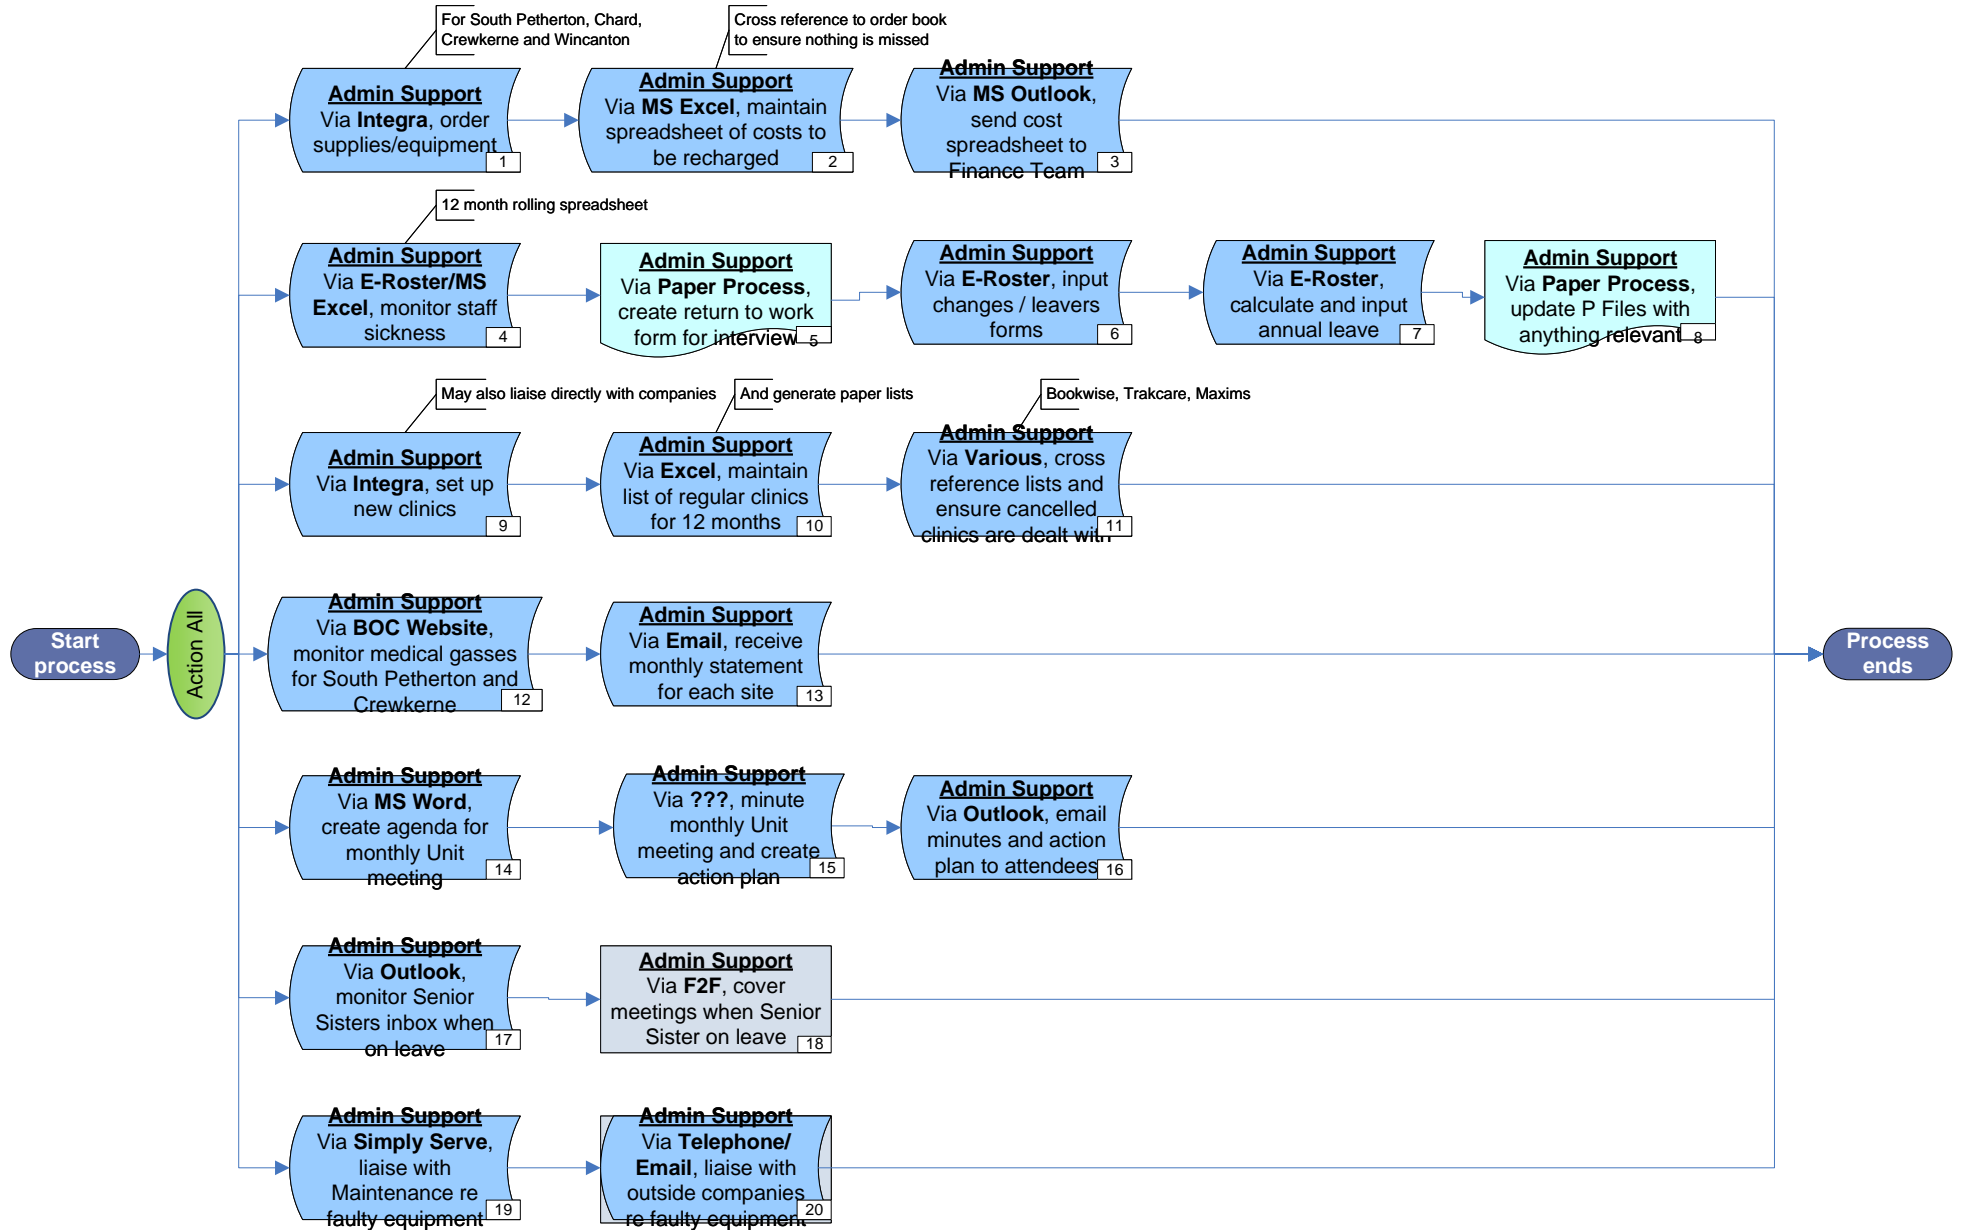 For South Petherton, Chard,
Crewkerne and Wincanton
Cross reference to order book
to ensure nothing is missed
Admin Support
Via Integra, order
supplies/equipment
1
Admin Support
Via MS Excel, maintain
spreadsheet of costs to
be recharged
2
Admin Support
Via MS Outlook,
send cost
spreadsheet to
Finance Team
3
12 month rolling spreadsheet
Admin Support
Via E-Roster/MS
Excel, monitor staff
sickness
4
Admin Support
Via Paper Process,
create return to work
form for interview
5
Admin Support
Via E-Roster, input
changes / leavers
forms
6
Admin Support
Via E-Roster,
calculate and input
annual leave
7
Admin Support
Via Paper Process,
update P Files with
anything relevant
8
May also liaise directly with companies
And generate paper lists
Bookwise, Trakcare, Maxims
Admin Support
Via Integra, set up
new clinics
9
Admin Support
Via Excel, maintain
list of regular clinics
for 12 months
10
Admin Support
Via Various, cross
reference lists and
ensure cancelled
clinics are dealt with
11
Start
process
Action All
Admin Support
Via BOC Website,
monitor medical gasses
for South Petherton and
Crewkerne
12
Admin Support
Via Email, receive
monthly statement
for each site
13
Process
ends
Admin Support
Via MS Word,
create agenda for
monthly Unit
meeting
14
Admin Support
Via ???, minute
monthly Unit
meeting and create
action plan
15
Admin Support
Via Outlook, email
minutes and action
plan to attendees
16
Admin Support
Via Outlook,
monitor Senior
Sisters inbox when
on leave
17
Admin Support
Via F2F, cover
meetings when Senior
Sister on leave
18
Admin Support
Via Simply Serve,
liaise with
Maintenance re
faulty equipment
19
Admin Support
Via Telephone/
Email, liaise with
outside companies
re faulty equipment
20